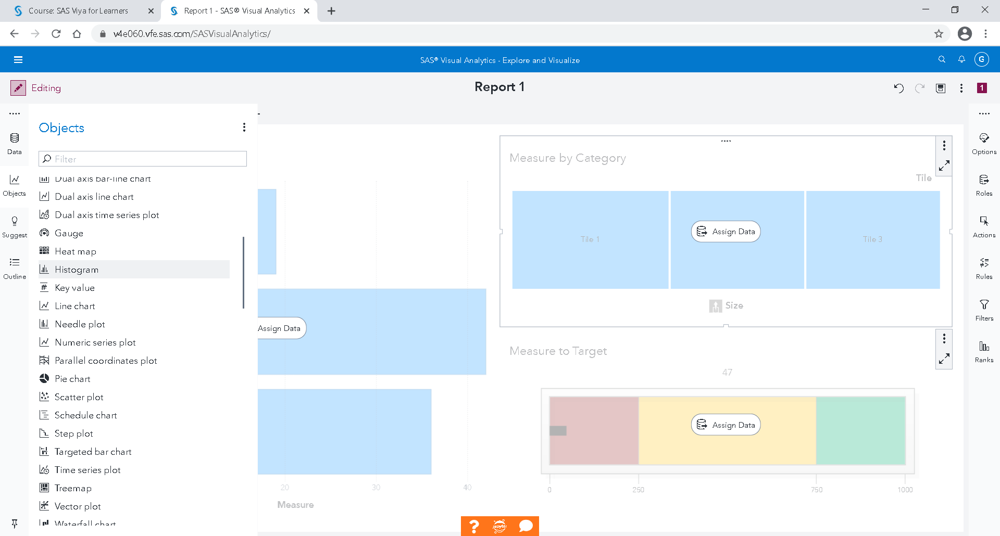 Course: SAS Viya for Learners
Report 1 - SAS® Visual Analytics
v4e060.vfe.sas.com/SASVisualAnalytics/
SAS® Visual Analytics - Explore and Visualize
G
Editing
Report 1
1
Data
Objects
Suggest
Outline
Objects
Filter
Dual axis bar-line chart
Dual axis line chart
Dual axis time series plot
Gauge
Heat map
Histogram
Key value
Line chart
Needle plot
Numeric series plot
Parallel coordinates plot
Pie chart
Scatter plot
Schedule chart
Step plot
Targeted bar chart
Time series plot
Treemap
Vector plot
Waterfall chart
Assign Data
20 30 40
Measure
Measure by Category
Tile
Tile 1
Assign Data
Tile 3
Size
Measure to Target
47
Assign Data
0 250 750 1000
Options
Roles
Actions
Rules
Filters
Ranks
?
jupyter